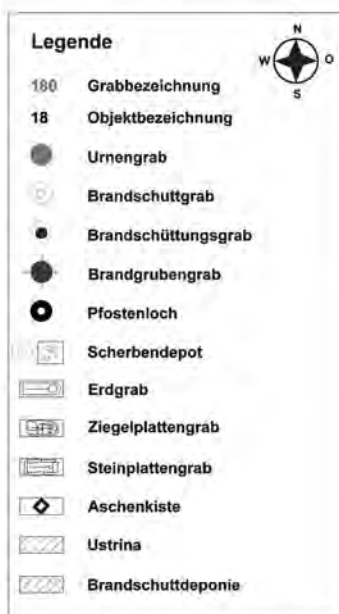 Legende
N
W O
S
180 Grabbezeichnung
18 Objektbezeichnung
Urnengrab
Brandschuttgrab
Brandschüttungsgrab
Brandgrubengrab
Pfostenloch
Scherbendepot
Erdgrab
Ziegelplattengrab
Steinplattengrab
Aschenkiste
Ustrina
Brandschuttdeponie